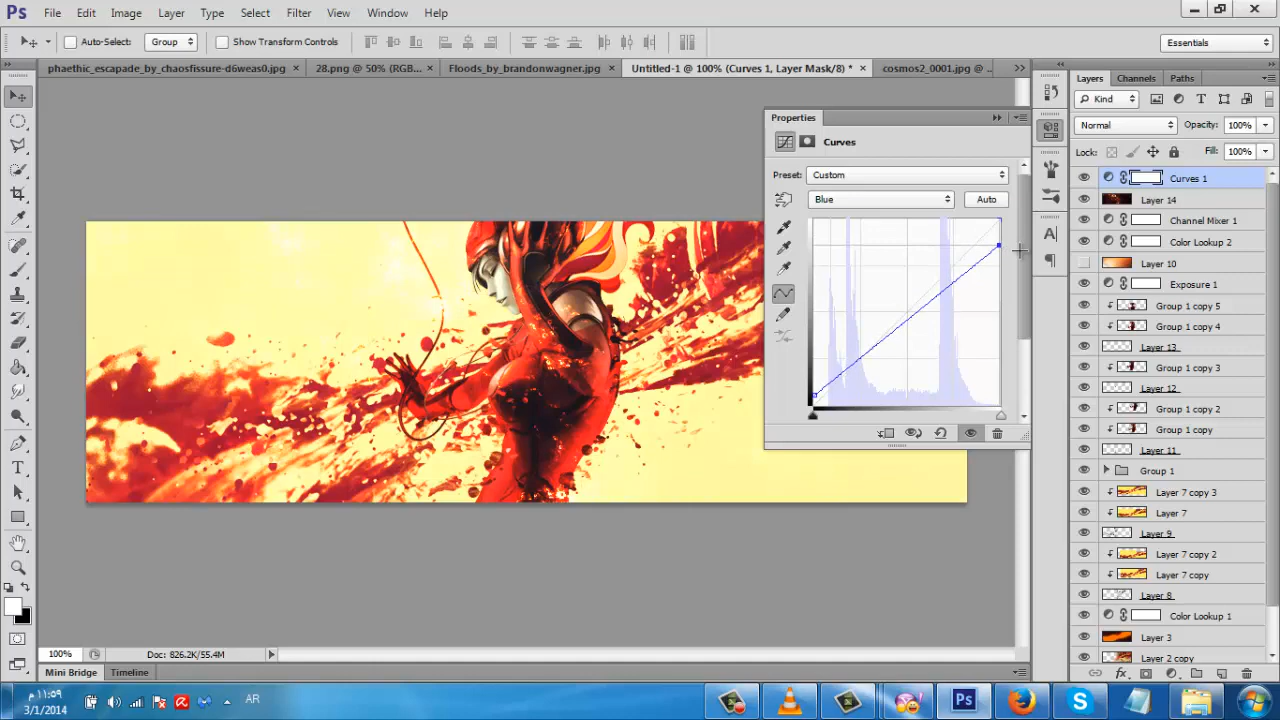 Ps File Edit Image Layer Type Select Filter View Window Help
Auto-Select: Group Show Transform Controls Essentials
phaethic_escapade_by_chaosfissure-d6weas0.jpg × 28.png @ 50% (RGB... × Floods_by_brandonwagner.jpg × Untitled-1 @ 100% (Curves 1, Layer Mask/8) * × cosmos2_0001.jpg @ ... »
Layers Channels Paths
Kind
Normal Opacity: 100%
Lock: Fill: 100%
Properties
Curves
Preset: Custom
Blue Auto
Curves 1
Layer 14
Channel Mixer 1
Color Lookup 2
Layer 10
Exposure 1
Group 1 copy 5
Group 1 copy 4
Layer 13
Group 1 copy 3
Layer 12
Group 1 copy 2
Group 1 copy
Layer 11
Group 1
Layer 7 copy 3
Layer 7
Layer 9
Layer 7 copy 2
Layer 7 copy
Layer 8
Color Lookup 1
Layer 3
Layer 2 copy
100% Doc: 826.2K/55.4M
Mini Bridge Timeline
م ١١:٥٩
3/1/2014
AR